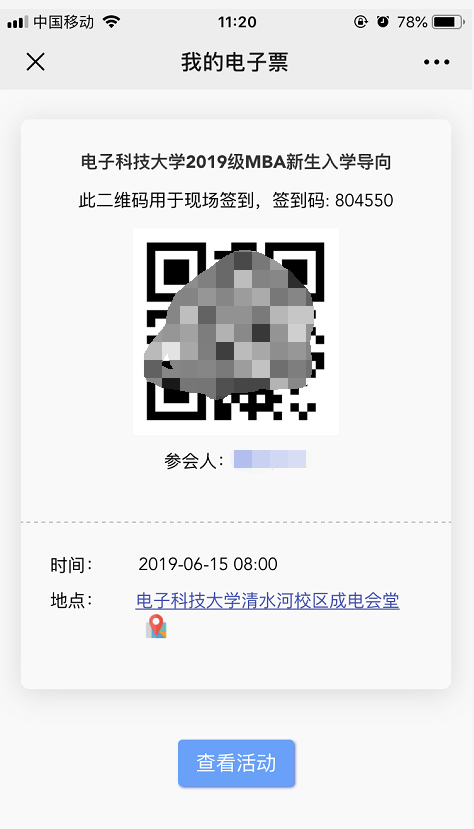 中国移动 11:20 78%
我的电子票
电子科技大学2019级MBA新生入学导向
此二维码用于现场签到，签到码: 804550
参会人：
时间： 2019-06-15 08:00
地点： 电子科技大学清水河校区成电会堂
查看活动